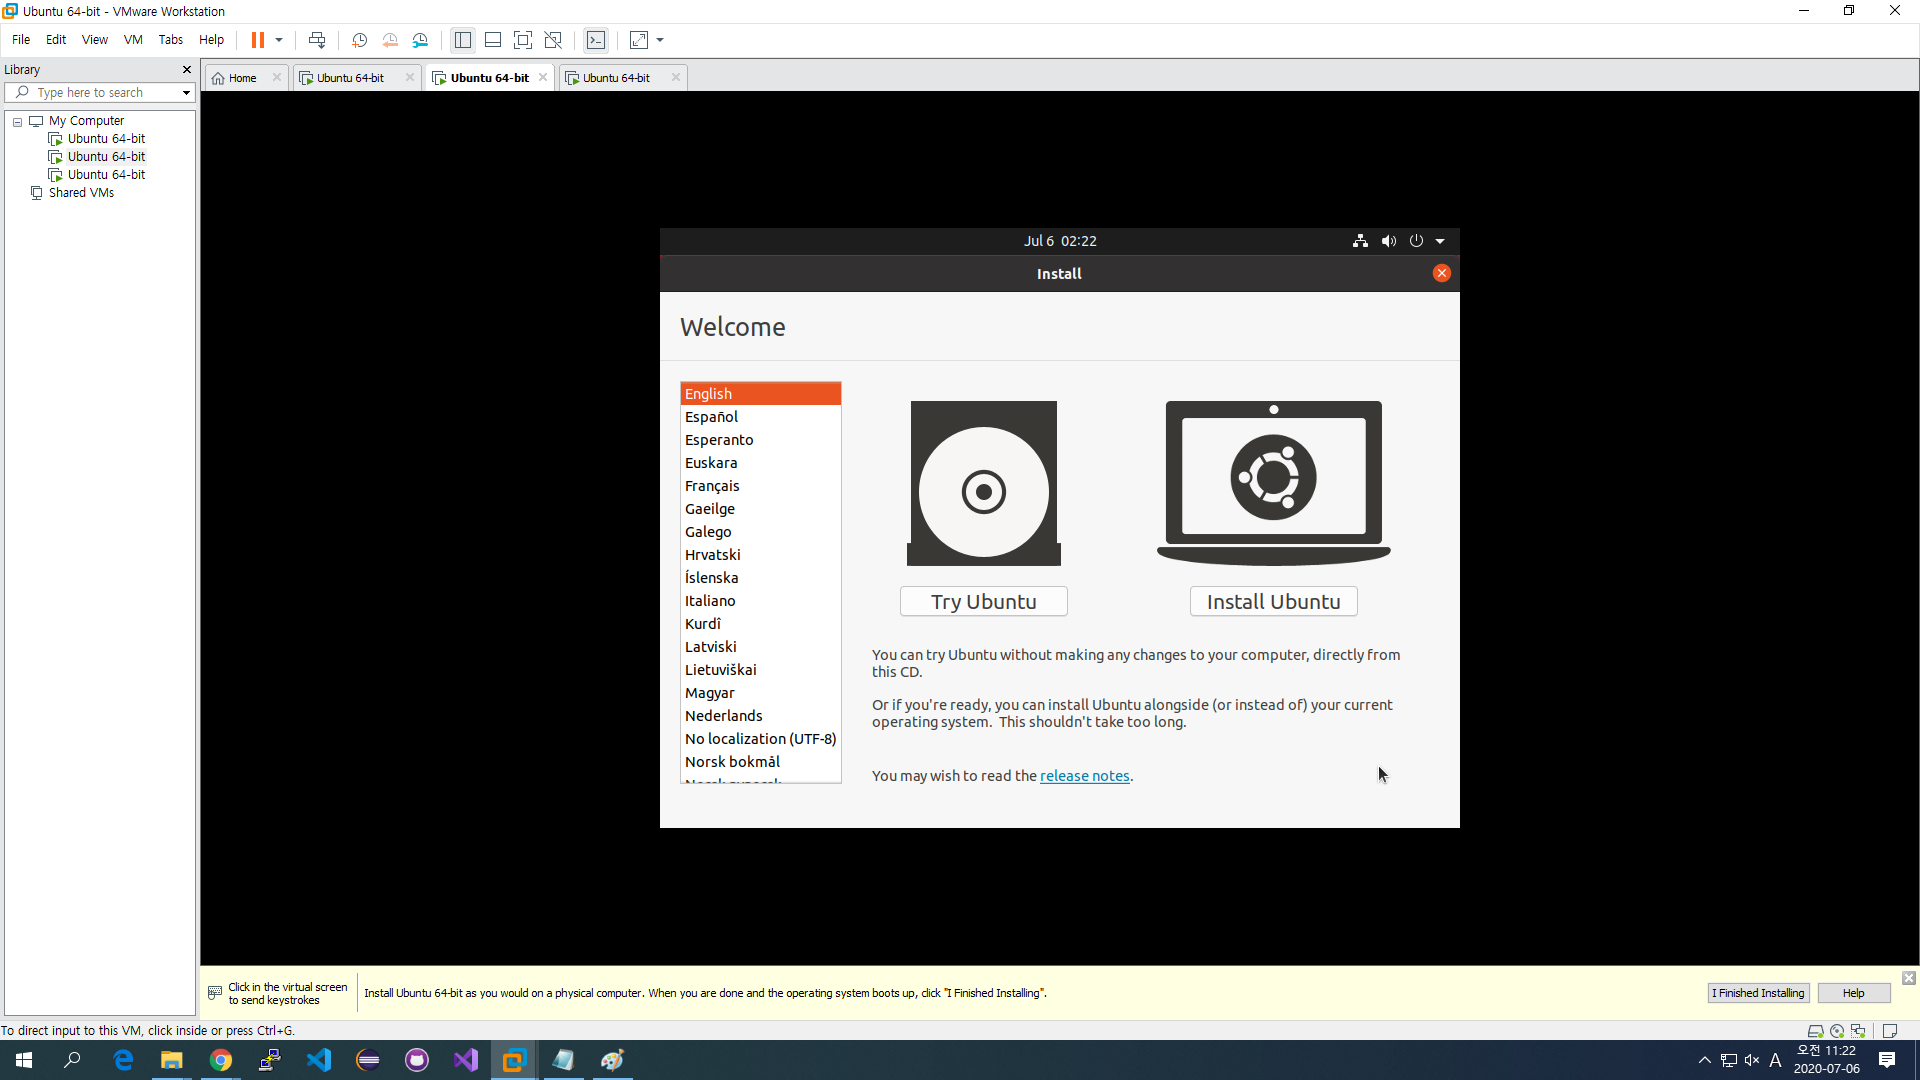 Ubuntu 64-bit - VMware Workstation
File Edit View VM Tabs Help
Library
Type here to search
My Computer
Ubuntu 64-bit
Ubuntu 64-bit
Ubuntu 64-bit
Shared VMs
Home Ubuntu 64-bit Ubuntu 64-bit Ubuntu 64-bit
Jul 6 02:22
Install
Welcome
English
Español
Esperanto
Euskara
Français
Gaeilge
Galego
Hrvatski
Íslenska
Italiano
Kurdî
Latviski
Lietuviškai
Magyar
Nederlands
No localization (UTF-8)
Norsk bokmål
Try Ubuntu
Install Ubuntu
You can try Ubuntu without making any changes to your computer, directly from
this CD.
Or if you're ready, you can install Ubuntu alongside (or instead of) your current
operating system. This shouldn't take too long.
You may wish to read the release notes.
Click in the virtual screen
to send keystrokes
Install Ubuntu 64-bit as you would on a physical computer. When you are done and the operating system boots up, click "I Finished Installing".
I Finished Installing
Help
To direct input to this VM, click inside or press Ctrl+G.
A
오전 11:22
2020-07-06